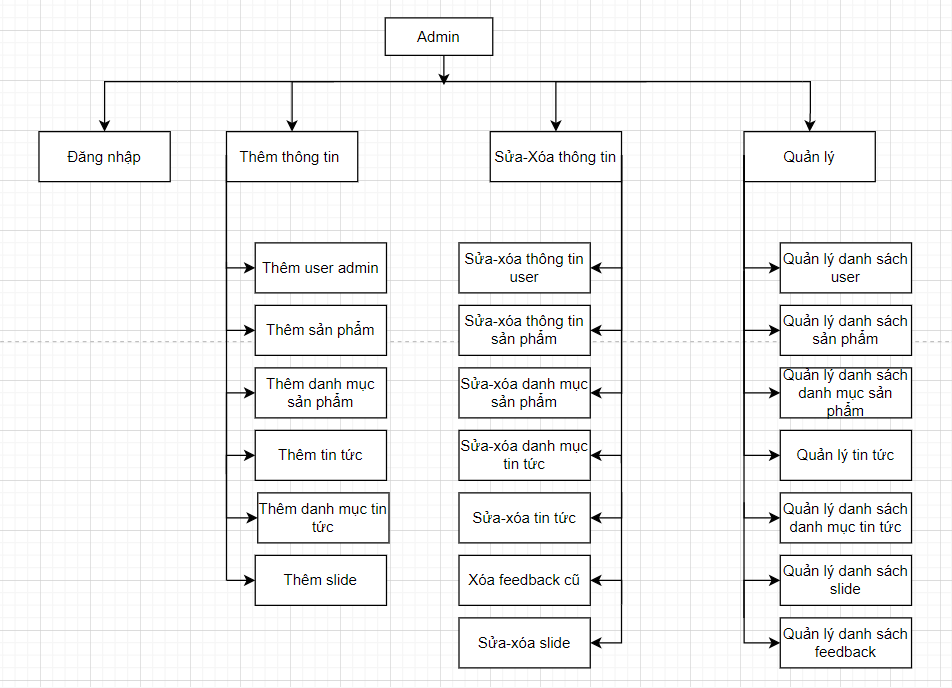 Admin
Đăng nhập
Thêm thông tin
Sửa-Xóa thông tin
Quản lý
Thêm user admin
Thêm sản phẩm
Thêm danh mục
sản phẩm
Thêm tin tức
Thêm danh mục tin
tức
Thêm slide
Sửa-xóa thông tin
user
Sửa-xóa thông tin
sản phẩm
Sửa-xóa danh mục
sản phẩm
Sửa-xóa danh mục
tin tức
Sửa-xóa tin tức
Xóa feedback cũ
Sửa-xóa slide
Quản lý danh sách
user
Quản lý danh sách
sản phẩm
Quản lý danh sách
danh mục sản
phẩm
Quản lý tin tức
Quản lý danh sách
danh mục tin tức
Quản lý danh sách
slide
Quản lý danh sách
feedback